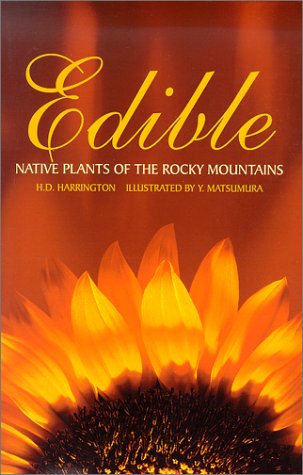 Edible
NATIVE PLANTS OF THE ROCKY MOUNTAINS
H.D. HARRINGTON ILLUSTRATED BY Y. MATSUMURA